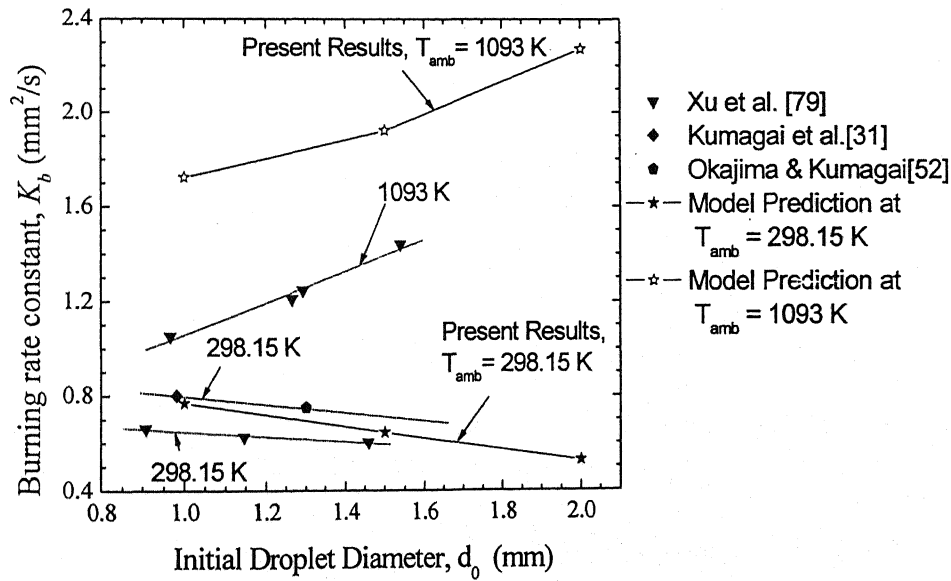 2.4
2.0
1.6
1.2
0.8
0.4
Burning rate constant, K_b (mm²/s)
Present Results, T_amb = 1093 K
1093 K
298.15 K
Present Results,
T_amb = 298.15 K
298.15 K
0.8 1.0 1.2 1.4 1.6 1.8 2.0
Initial Droplet Diameter, d_0 (mm)
Xu et al. [79]
Kumagai et al.[31]
Okajima & Kumagai[52]
Model Prediction at
T_amb = 298.15 K
Model Prediction at
T_amb = 1093 K